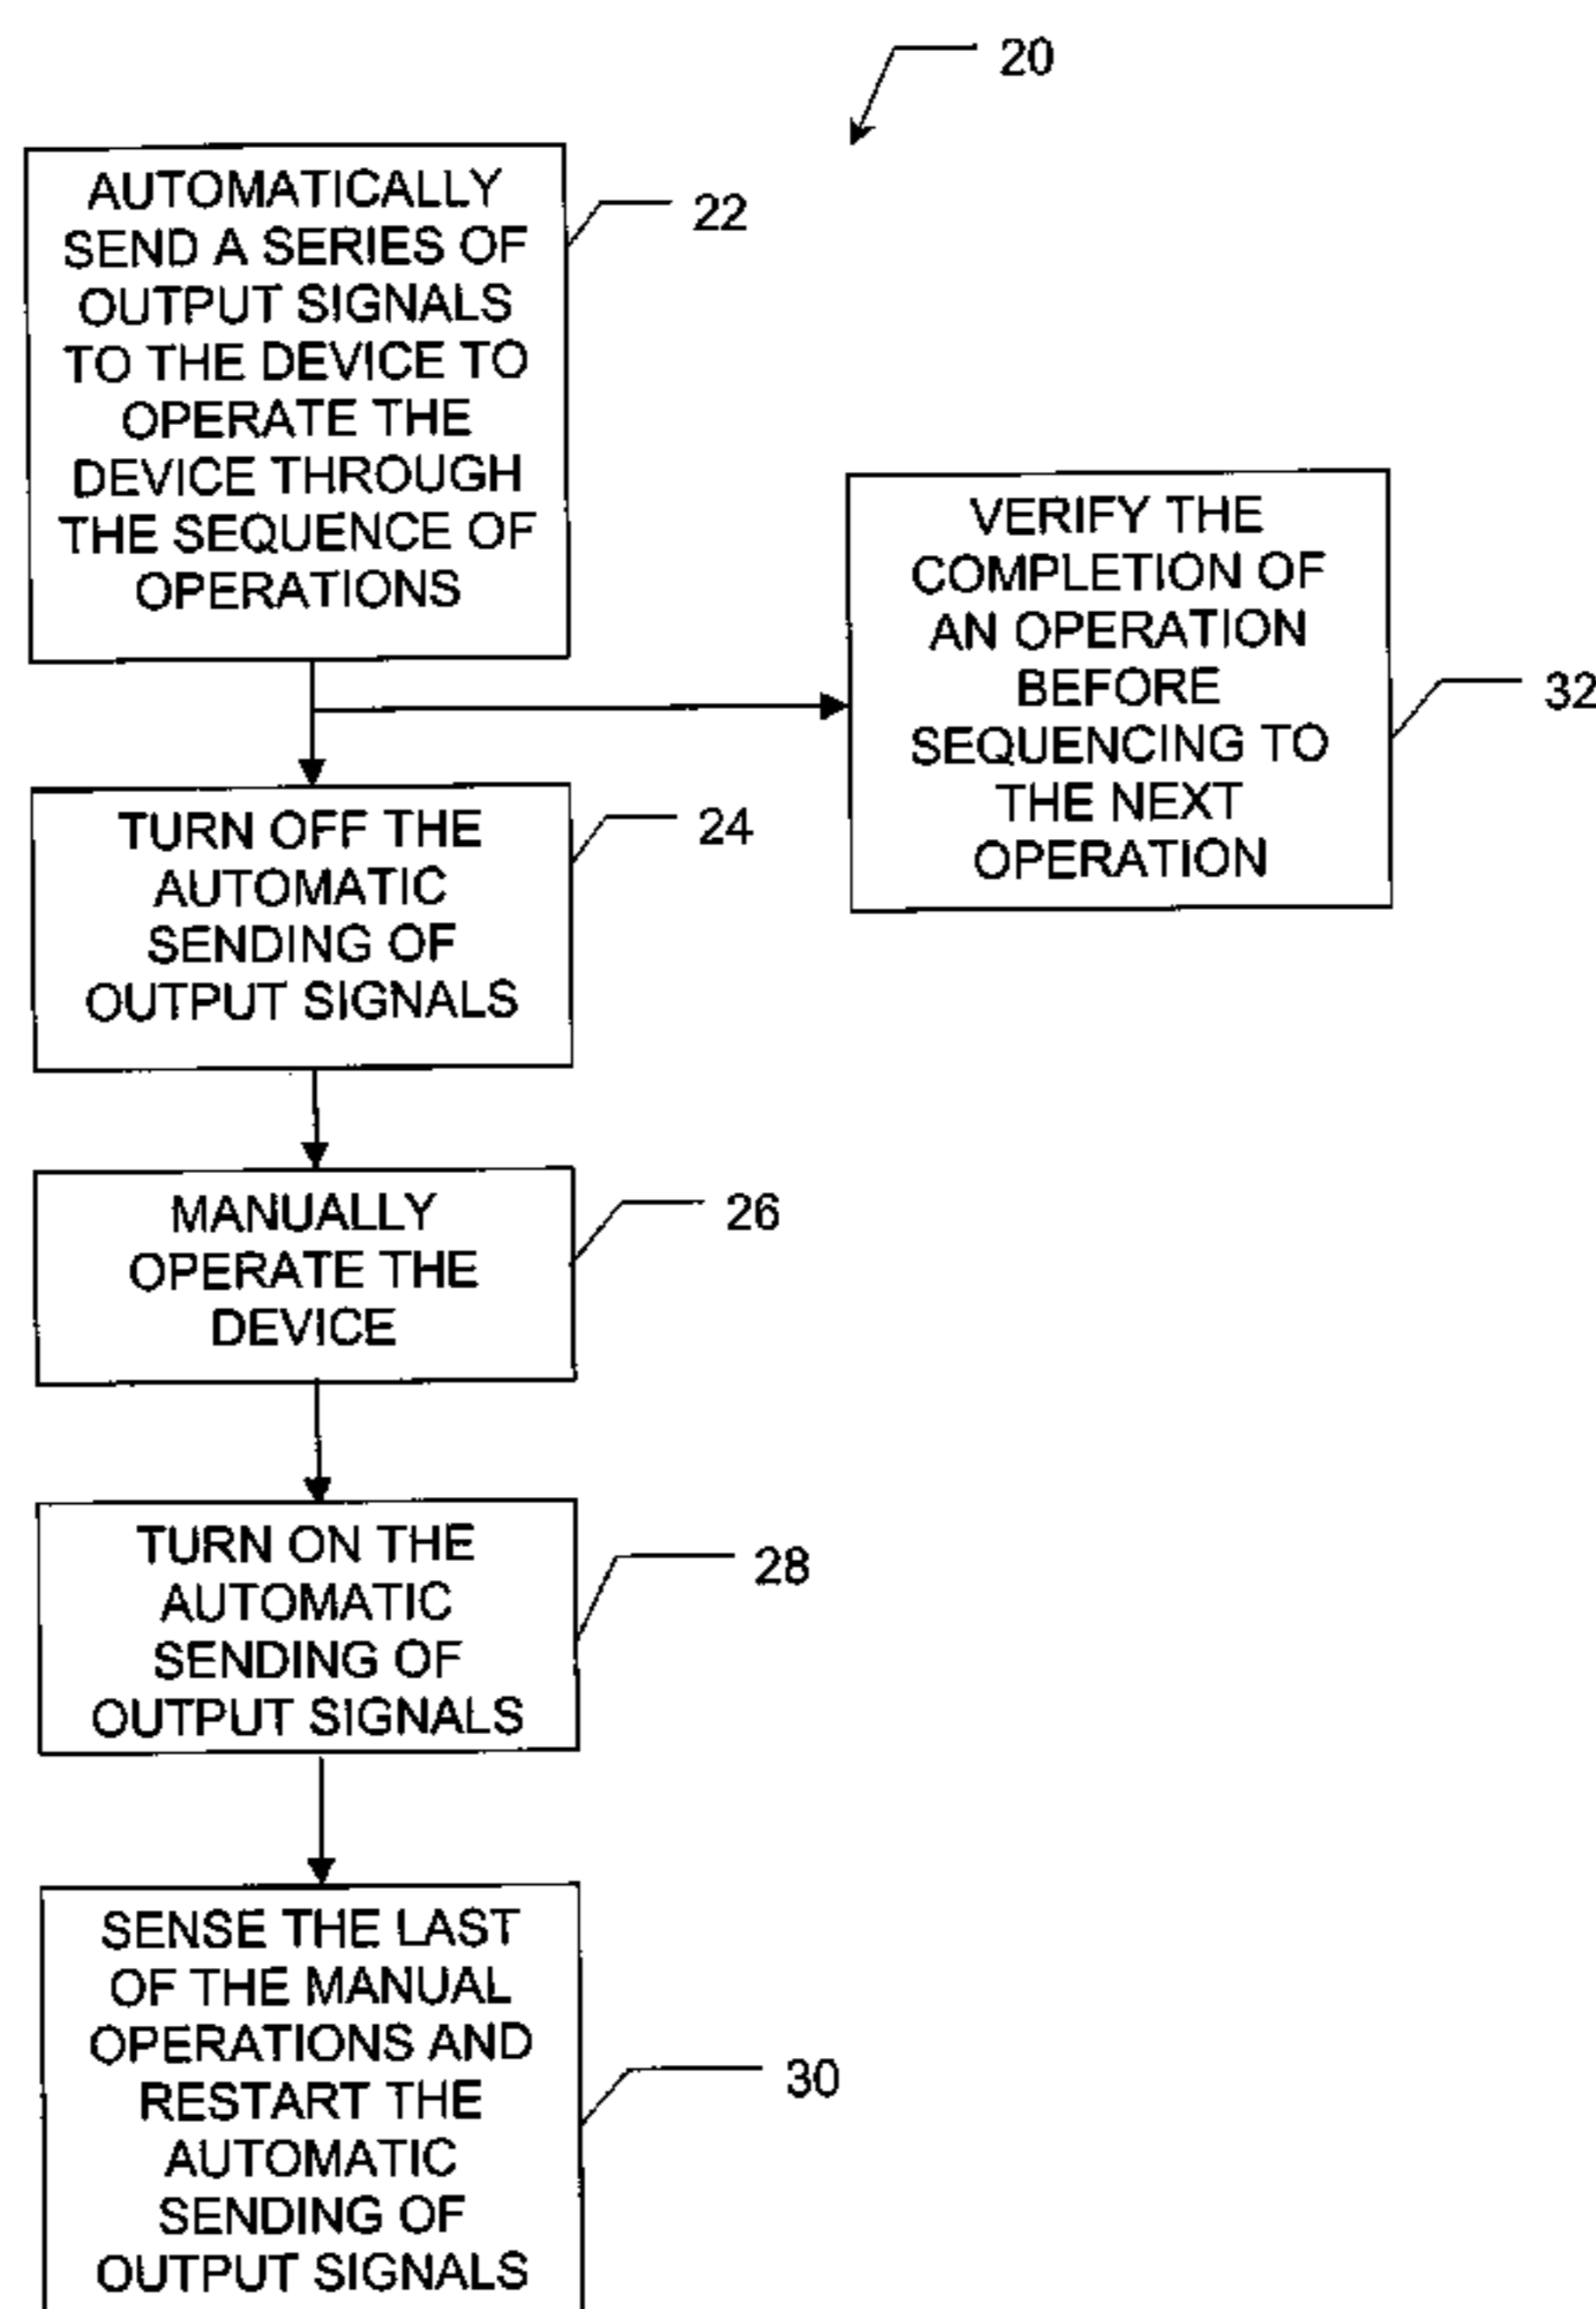 20
AUTOMATICALLY
SEND A SERIES OF
OUTPUT SIGNALS
TO THE DEVICE TO
OPERATE THE
DEVICE THROUGH
THE SEQUENCE OF
OPERATIONS
22
VERIFY THE
COMPLETION OF
AN OPERATION
BEFORE
SEQUENCING TO
THE NEXT
OPERATION
32
TURN OFF THE
AUTOMATIC
SENDING OF
OUTPUT SIGNALS
24
MANUALLY
OPERATE THE
DEVICE
26
TURN ON THE
AUTOMATIC
SENDING OF
OUTPUT SIGNALS
28
SENSE THE LAST
OF THE MANUAL
OPERATIONS AND
RESTART THE
AUTOMATIC
SENDING OF
OUTPUT SIGNALS
30